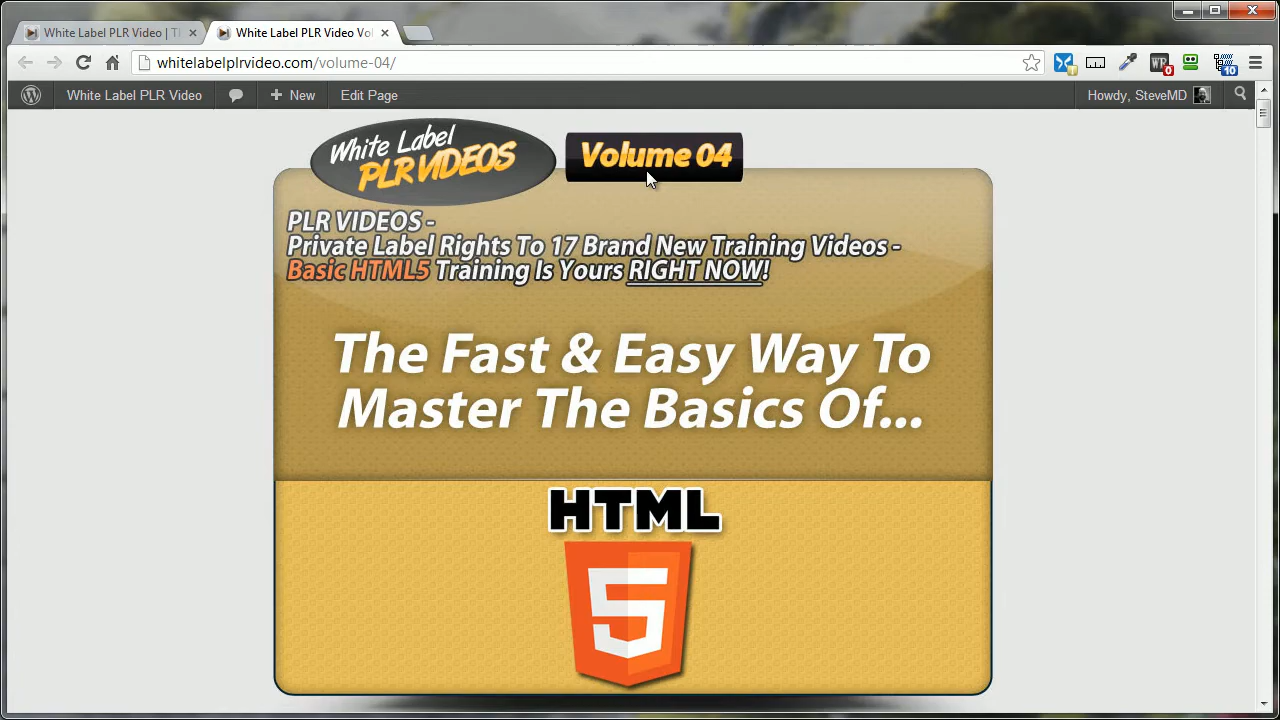 White Label PLR Video | T
White Label PLR Video Vol
whitelabelplrvideo.com/volume-04/
0
10
White Label PLR Video
New
Edit Page
Howdy, SteveMD
White Label
PLR VIDEOS
Volume 04
PLR VIDEOS -
Private Label Rights To 17 Brand New Training Videos -
Basic HTML5 Training Is Yours RIGHT NOW!
The Fast & Easy Way To
Master The Basics Of...
HTML
5